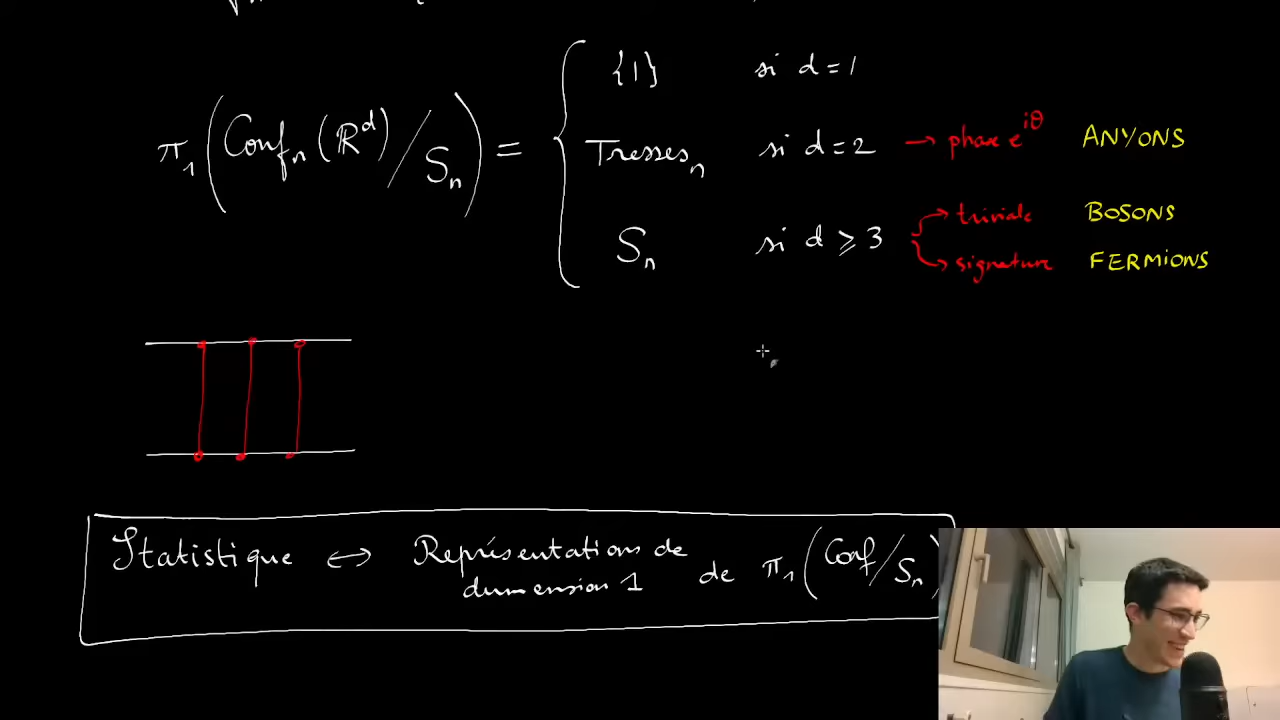 {1} si d=1
π₁(Confₙ(ℝᵈ)/Sₙ) = Tressesₙ si d=2 → phase e^{iθ} ANYONS
Sₙ si d ⩾ 3 → triviale BOSONS
→ signature FERMIONS
Statistique ↔ Représentations de dimension 1 de π₁(Conf/Sₙ)